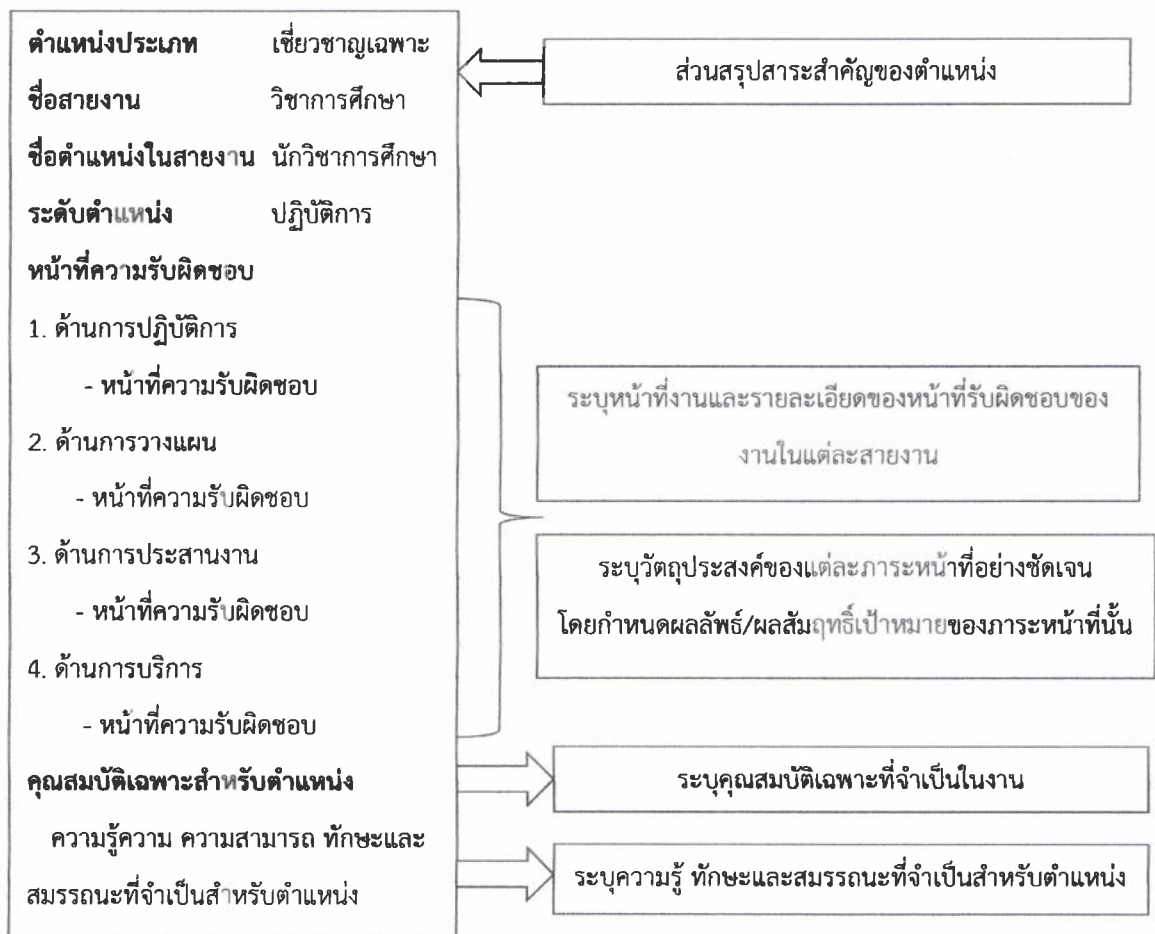 ตำแหน่งประเภท เชี่ยวชาญเฉพาะ
ชื่อสายงาน วิชาการศึกษา
ชื่อตำแหน่งในสายงาน นักวิชาการศึกษา
ระดับตำแหน่ง ปฏิบัติการ
หน้าที่ความรับผิดชอบ
1. ด้านการปฏิบัติการ
- หน้าที่ความรับผิดชอบ
2. ด้านการวางแผน
- หน้าที่ความรับผิดชอบ
3. ด้านการประสานงาน
- หน้าที่ความรับผิดชอบ
4. ด้านการบริการ
- หน้าที่ความรับผิดชอบ
คุณสมบัติเฉพาะสำหรับตำแหน่ง
ความรู้ความ ความสามารถ ทักษะและ
สมรรถนะที่จำเป็นสำหรับตำแหน่ง
ส่วนสรุปสาระสำคัญของตำแหน่ง
ระบุหน้าที่งานและรายละเอียดของหน้าที่รับผิดชอบของ
งานในแต่ละสายงาน
ระบุวัตถุประสงค์ของแต่ละภาระหน้าที่อย่างชัดเจน
โดยกำหนดผลลัพธ์/ผลสัมฤทธิ์เป้าหมายของภาระหน้าที่นั้น
ระบุคุณสมบัติเฉพาะที่จำเป็นในงาน
ระบุความรู้ ทักษะและสมรรถนะที่จำเป็นสำหรับตำแหน่ง